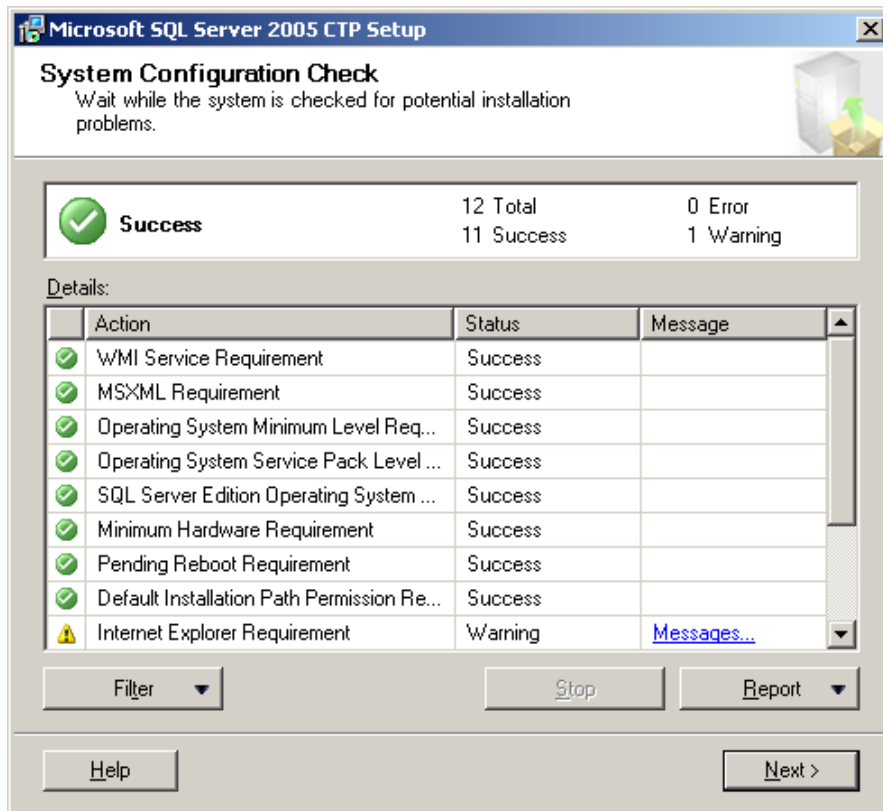 Microsoft SQL Server 2005 CTP Setup
System Configuration Check
Wait while the system is checked for potential installation
problems.
Success 12 Total 0 Error
11 Success 1 Warning
Details:
Action Status Message
WMI Service Requirement Success
MSXML Requirement Success
Operating System Minimum Level Req... Success
Operating System Service Pack Level ... Success
SQL Server Edition Operating System ... Success
Minimum Hardware Requirement Success
Pending Reboot Requirement Success
Default Installation Path Permission Re... Success
Internet Explorer Requirement Warning Messages...
Filter Stop Report
Help Next >